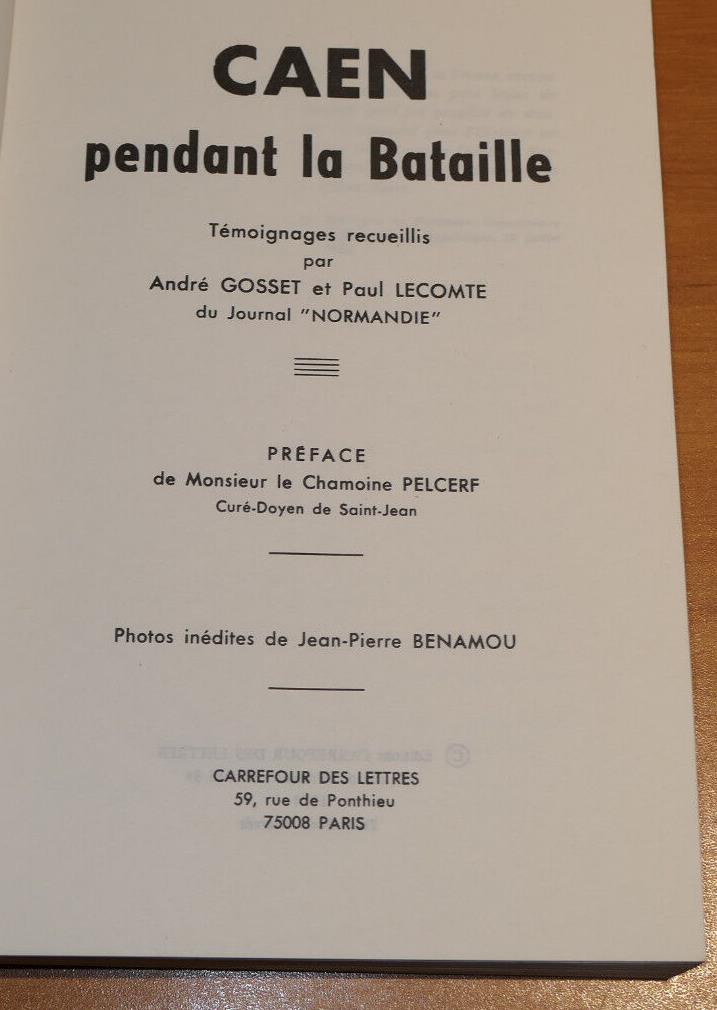 CAEN
pendant la Bataille
Témoignages recueillis
par
André GOSSET et Paul LECOMTE
du Journal "NORMANDIE"
PRÉFACE
de Monsieur le Chamoine PELCERF
Curé-Doyen de Saint-Jean
Photos inédites de Jean-Pierre BENAMOU
CARREFOUR DES LETTRES
59, rue de Ponthieu
75008 PARIS